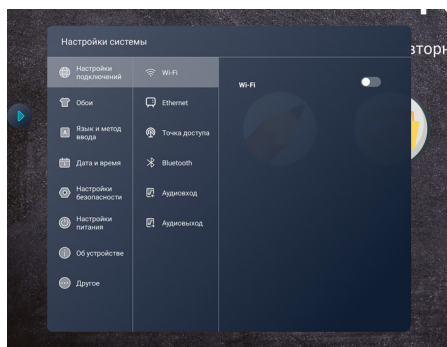 Настройки системы
Настройки
подключений
Обои
Язык и метод
ввода
Дата и время
Настройки
безопасности
Настройки
питания
Об устройстве
Другое
Wi-Fi
Ethernet
Точка доступа
Bluetooth
Аудиовход
Аудиовыход
Wi-Fi
вторн